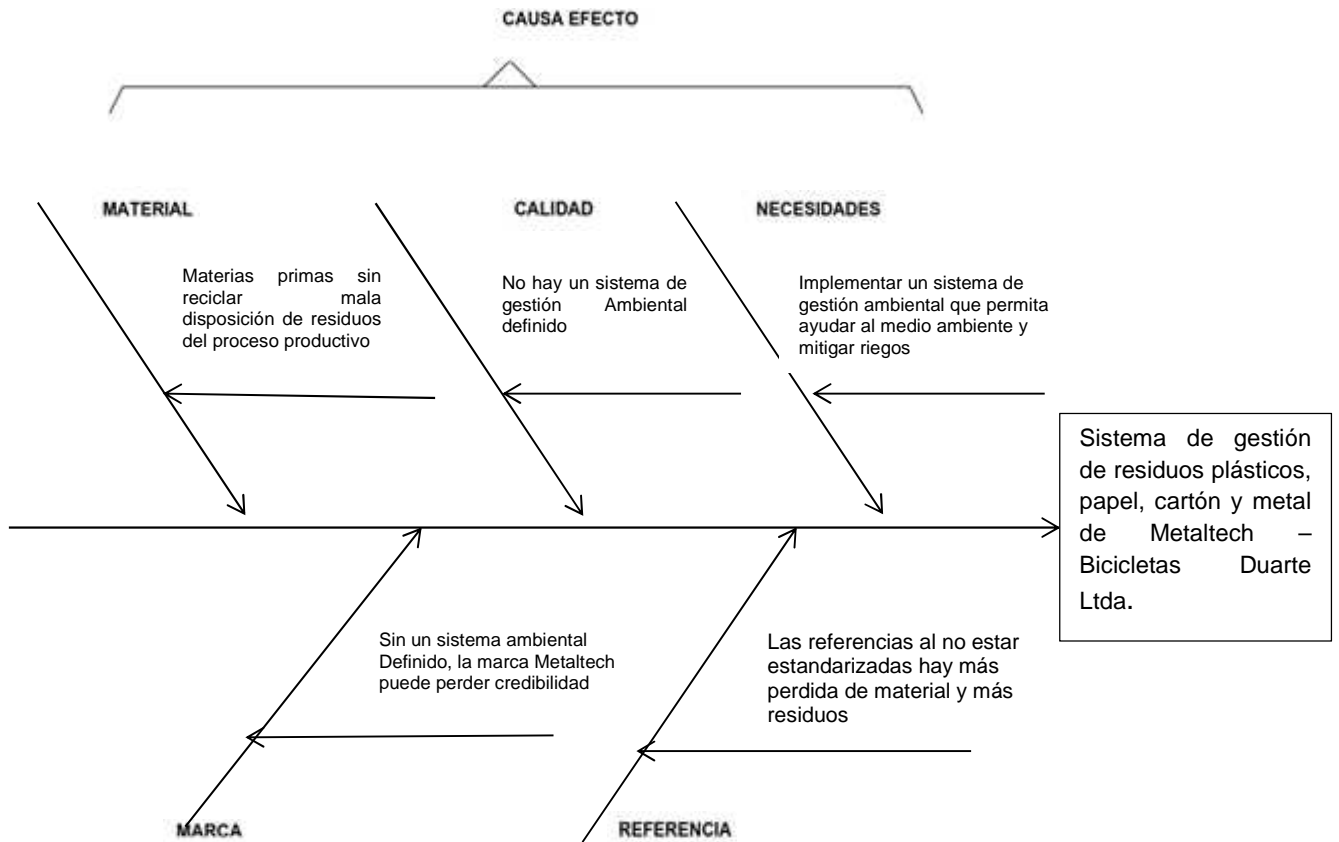 CAUSA EFECTO
MATERIAL
CALIDAD
NECESIDADES
Materias primas sin
reciclar mala
disposición de residuos
del proceso productivo
No hay un sistema de
gestión Ambiental
definido
Implementar un sistema de
gestión ambiental que permita
ayudar al medio ambiente y
mitigar riegos
Sistema de gestión
de residuos plásticos,
papel, cartón y metal
de Metaltech –
Bicicletas Duarte
Ltda.
Sin un sistema ambiental
Definido, la marca Metaltech
puede perder credibilidad
Las referencias al no estar
estandarizadas hay más
perdida de material y más
residuos
MARCA
REFERENCIA